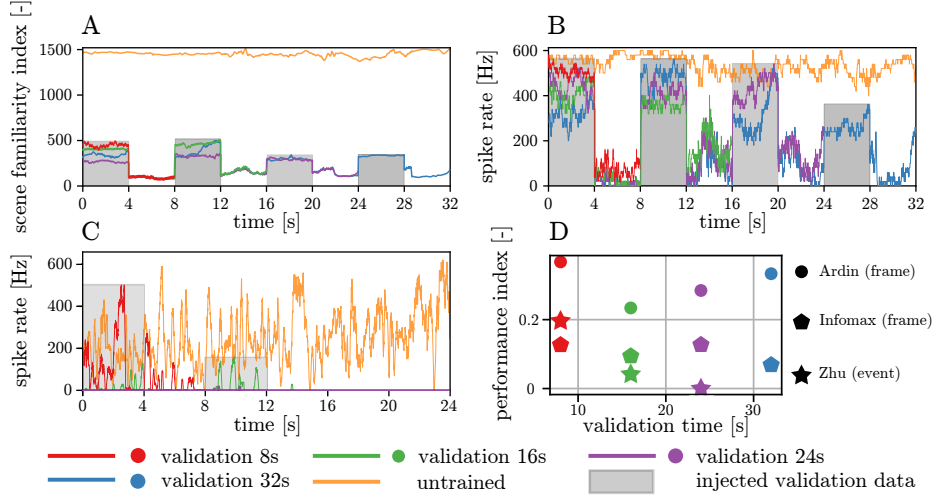 A
scene familiarity index [-]
1500
1000
500
0
0 4 8 12 16 20 24 28 32
time [s]
B
spike rate [Hz]
600
400
200
0
0 4 8 12 16 20 24 28 32
time [s]
C
spike rate [Hz]
600
400
200
0
0 4 8 12 16 20 24
time [s]
D
performance index [-]
0.2
0
10 20 30
validation time [s]
Ardin (frame)
Infomax (frame)
Zhu (event)
validation 8s validation 16s validation 24s
validation 32s untrained injected validation data